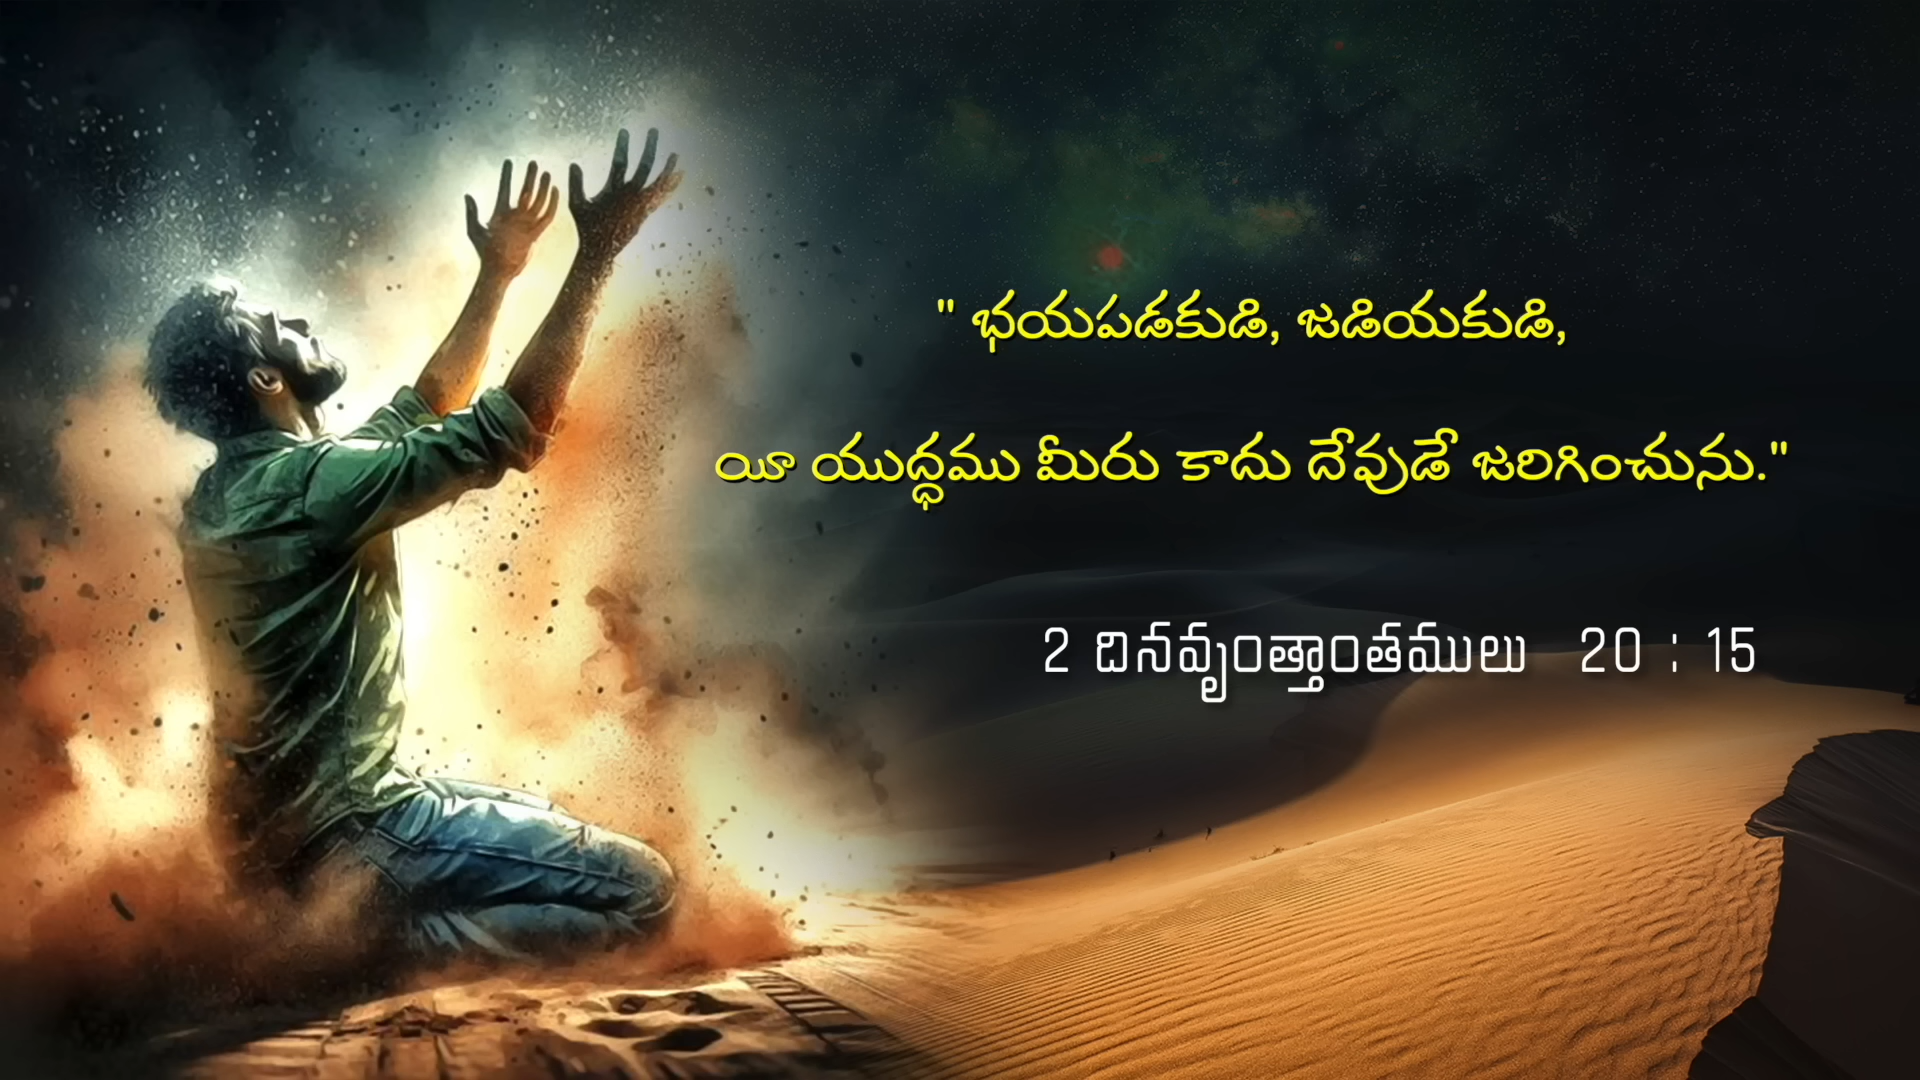 " భయపడకుడి, జడియకుడి,
యీ యుద్ధము మీరు కాదు దేవుడే జరిగించును."
2 దినవృంత్తాంతములు 20 : 15